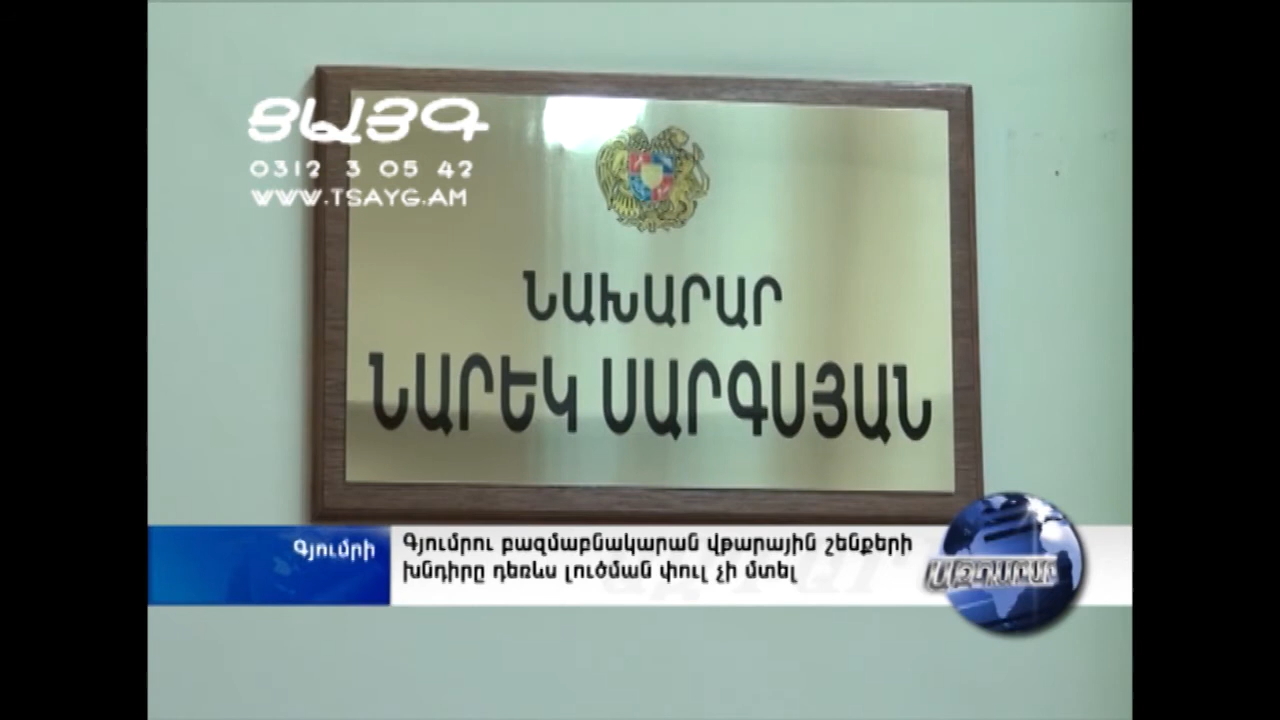 ՑԱՅԳ
0312 3 05 42
WWW.TSAYG.AM
ՆԱԽԱՐԱՐ
ՆԱՐԵԿ ՍԱՐԳՍՅԱՆ
Գյումրի
Գյումրու բազմաբնակարան վթարային շենքերի
խնդիրը դեռևս լուծման փուլ չի մտել